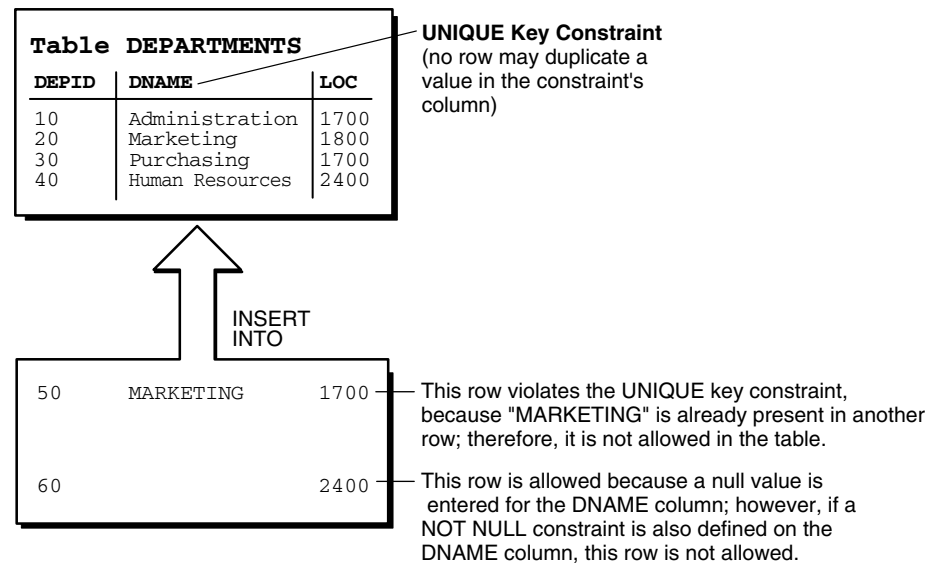 Table DEPARTMENTS
DEPID DNAME LOC
10 Administration 1700
20 Marketing 1800
30 Purchasing 1700
40 Human Resources 2400
UNIQUE Key Constraint
(no row may duplicate a
value in the constraint's
column)
INSERT
INTO
50 MARKETING 1700
This row violates the UNIQUE key constraint,
because "MARKETING" is already present in another
row; therefore, it is not allowed in the table.
60 2400
This row is allowed because a null value is
entered for the DNAME column; however, if a
NOT NULL constraint is also defined on the
DNAME column, this row is not allowed.